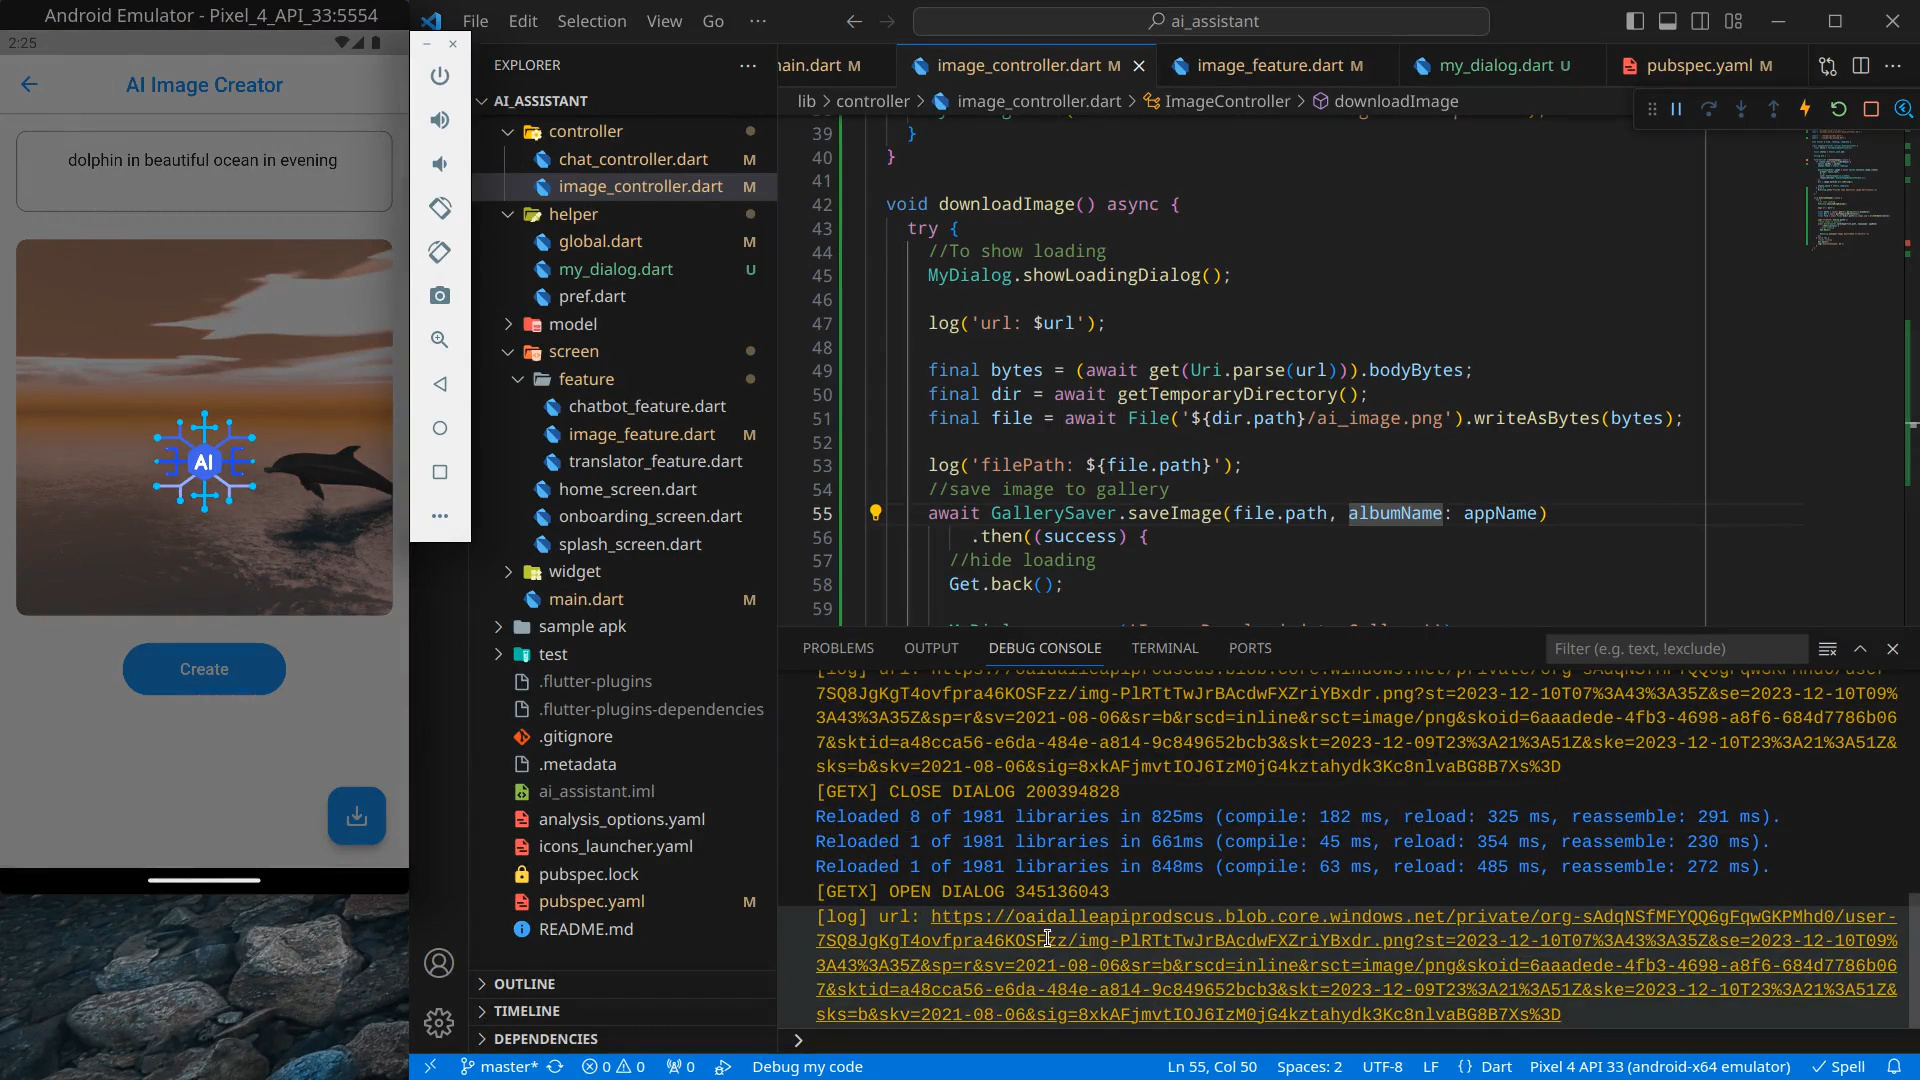 Android Emulator - Pixel_4_API_33:5554
2:25
AI Image Creator
dolphin in beautiful ocean in evening
AI
Create
File Edit Selection View Go ···
ai_assistant
EXPLORER
AI_ASSISTANT
controller
chat_controller.dart M
image_controller.dart M
helper
global.dart M
my_dialog.dart U
pref.dart
model
screen
feature
chatbot_feature.dart
image_feature.dart M
translator_feature.dart
home_screen.dart
onboarding_screen.dart
splash_screen.dart
widget
main.dart M
sample apk
test
.flutter-plugins
.flutter-plugins-dependencies
.gitignore
.metadata
ai_assistant.iml
analysis_options.yaml
icons_launcher.yaml
pubspec.lock
pubspec.yaml M
README.md
OUTLINE
TIMELINE
DEPENDENCIES
nain.dart M image_controller.dart M image_feature.dart M my_dialog.dart U pubspec.yaml M
lib > controller > image_controller.dart > ImageController > downloadImage
39 }
40 }
41
42 void downloadImage() async {
43 try {
44 //To show loading
45 MyDialog.showLoadingDialog();
46
47 log('url: $url');
48
49 final bytes = (await get(Uri.parse(url))).bodyBytes;
50 final dir = await getTemporaryDirectory();
51 final file = await File('${dir.path}/ai_image.png').writeAsBytes(bytes);
52
53 log('filePath: ${file.path}');
54 //save image to gallery
55 await GallerySaver.saveImage(file.path, albumName: appName)
56 .then((success) {
57 //hide loading
58 Get.back();
59
PROBLEMS OUTPUT DEBUG CONSOLE TERMINAL PORTS
Filter (e.g. text, !exclude)
[log] url: https://oaidalleapiprodscus.blob.core.windows.net/private/org-sAdqNSfMFYQQ6gFqwGKPMhd0/user-
7SQ8JgKgT4ovfpra46KOSFzz/img-PlRTtTwJrBAcdwFXZriYBxdr.png?st=2023-12-10T07%3A43%3A35Z&se=2023-12-10T09%
3A43%3A35Z&sp=r&sv=2021-08-06&sr=b&rscd=inline&rsct=image/png&skoid=6aaadede-4fb3-4698-a8f6-684d7786b06
7&sktid=a48cca56-e6da-484e-a814-9c849652bcb3&skt=2023-12-09T23%3A21%3A51Z&ske=2023-12-10T23%3A21%3A51Z&
sks=b&skv=2021-08-06&sig=8xkAFjmvtIOJ6IzM0jG4kztahydk3Kc8nlvaBG8B7Xs%3D
[GETX] CLOSE DIALOG 200394828
Reloaded 8 of 1981 libraries in 825ms (compile: 182 ms, reload: 325 ms, reassemble: 291 ms).
Reloaded 1 of 1981 libraries in 661ms (compile: 45 ms, reload: 354 ms, reassemble: 230 ms).
Reloaded 1 of 1981 libraries in 848ms (compile: 63 ms, reload: 485 ms, reassemble: 272 ms).
[GETX] OPEN DIALOG 345136043
[log] url: https://oaidalleapiprodscus.blob.core.windows.net/private/org-sAdqNSfMFYQQ6gFqwGKPMhd0/user-
7SQ8JgKgT4ovfpra46KOSFzz/img-PlRTtTwJrBAcdwFXZriYBxdr.png?st=2023-12-10T07%3A43%3A35Z&se=2023-12-10T09%
3A43%3A35Z&sp=r&sv=2021-08-06&sr=b&rscd=inline&rsct=image/png&skoid=6aaadede-4fb3-4698-a8f6-684d7786b06
7&sktid=a48cca56-e6da-484e-a814-9c849652bcb3&skt=2023-12-09T23%3A21%3A51Z&ske=2023-12-10T23%3A21%3A51Z&
sks=b&skv=2021-08-06&sig=8xkAFjmvtIOJ6IzM0jG4kztahydk3Kc8nlvaBG8B7Xs%3D
master* 0 0 0 Debug my code Ln 55, Col 50 Spaces: 2 UTF-8 LF {} Dart Pixel 4 API 33 (android-x64 emulator) Spell